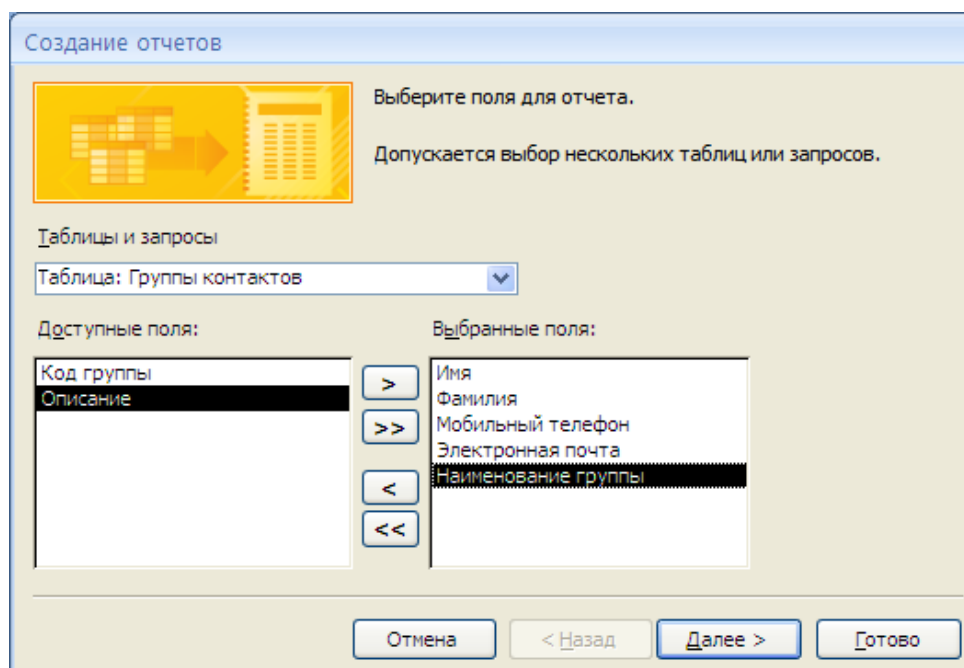 Создание отчетов
Выберите поля для отчета.
Допускается выбор нескольких таблиц или запросов.
Таблицы и запросы
Таблица: Группы контактов
Доступные поля:
Выбранные поля:
Код группы
Описание
>
>>
<
<<
Имя
Фамилия
Мобильный телефон
Электронная почта
Наименование группы
Отмена
< Назад
Далее >
Готово